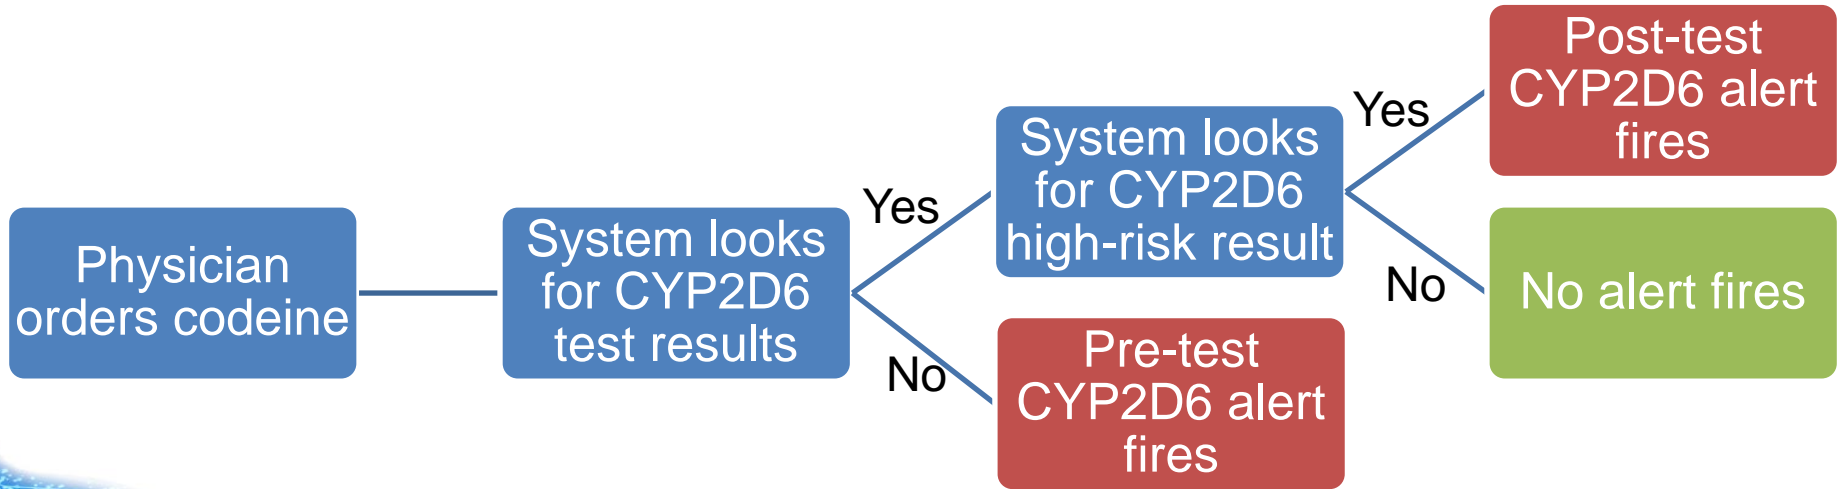 Physician
orders codeine
System looks
for CYP2D6
test results
Yes
No
System looks
for CYP2D6
high-risk result
Pre-test
CYP2D6 alert
fires
Yes
No
Post-test
CYP2D6 alert
fires
No alert fires